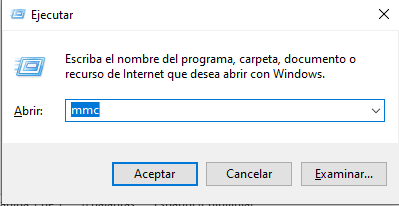 Ejecutar
Escriba el nombre del programa, carpeta, documento o
recurso de Internet que desea abrir con Windows.
Abrir: mmc
Aceptar Cancelar Examinar...